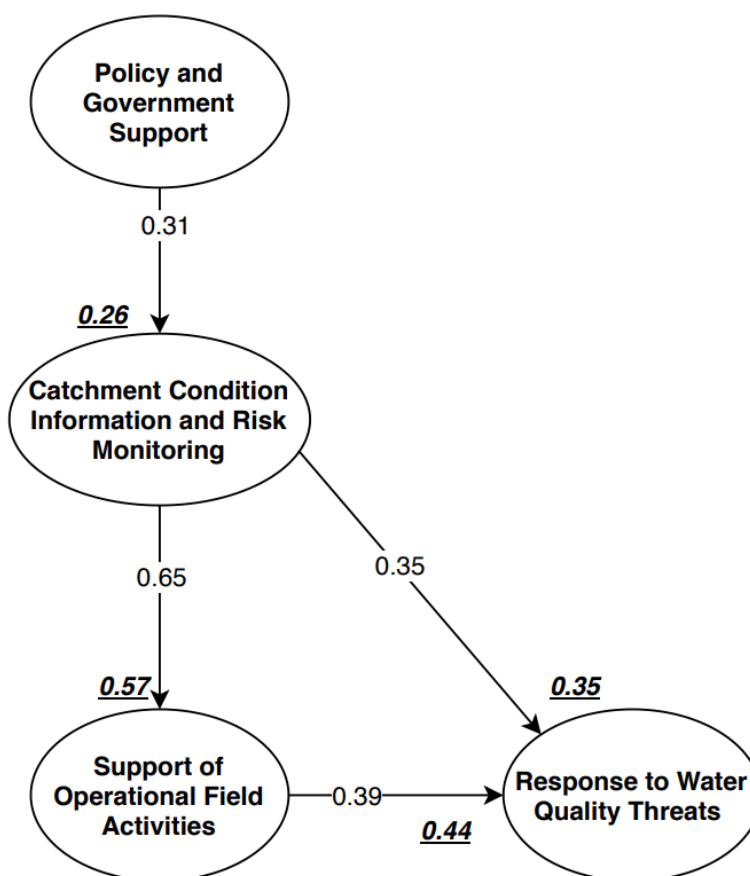 Policy and
Government
Support
0.31
0.26
Catchment Condition
Information and Risk
Monitoring
0.65
0.35
0.57
0.35
Support of
Operational Field
Activities
0.39
0.44
Response to Water
Quality Threats